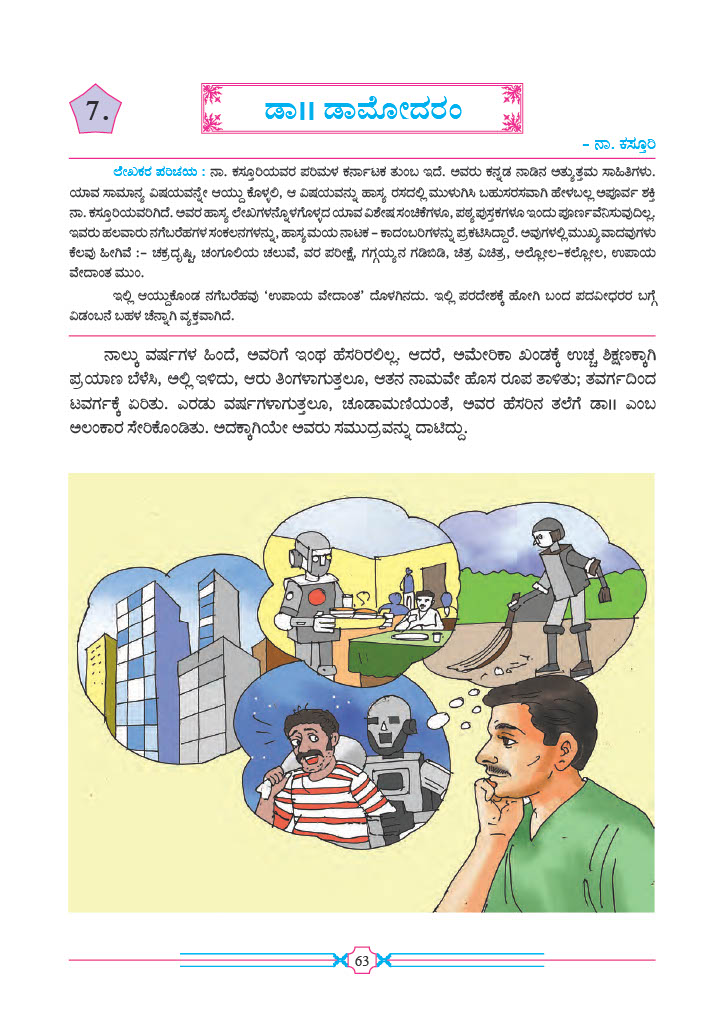 7.
ಡಾ।। ಡಾಮೋದರಂ
– ನಾ. ಕಸ್ತೂರಿ
ಲೇಖಕರ ಪರಿಚಯ : ನಾ. ಕಸ್ತೂರಿಯವರ ಪರಿಮಳ ಕರ್ನಾಟಕ ತುಂಬ ಇದೆ. ಅವರು ಕನ್ನಡ ನಾಡಿನ ಅತ್ಯುತ್ತಮ ಸಾಹಿತಿಗಳು.
ಯಾವ ಸಾಮಾನ್ಯ ವಿಷಯವನ್ನೇ ಆಯ್ದು ಕೊಳ್ಳಲಿ, ಆ ವಿಷಯವನ್ನು ಹಾಸ್ಯ ರಸದಲ್ಲಿ ಮುಳುಗಿಸಿ ಬಹುಸರಸವಾಗಿ ಹೇಳಬಲ್ಲ ಅಪೂರ್ವ ಶಕ್ತಿ
ನಾ. ಕಸ್ತೂರಿಯವರಿಗಿದೆ. ಅವರ ಹಾಸ್ಯ ಲೇಖಗಳನ್ನೊಳಗೊಳ್ಳದ ಯಾವ ವಿಶೇಷ ಸಂಚಿಕೆಗಳೂ, ಪಠ್ಯ ಪುಸ್ತಕಗಳೂ ಇಂದು ಪೂರ್ಣವೆನಿಸುವುದಿಲ್ಲ.
ಇವರು ಹಲವಾರು ನಗೆಬರೆಹಗಳ ಸಂಕಲನಗಳನ್ನು, ಹಾಸ್ಯಮಯ ನಾಟಕ – ಕಾದಂಬರಿಗಳನ್ನು ಪ್ರಕಟಿಸಿದ್ದಾರೆ. ಅವುಗಳಲ್ಲಿ ಮುಖ್ಯವಾದವುಗಳು
ಕೆಲವು ಹೀಗಿವೆ :– ಚಕ್ರದೃಷ್ಟಿ, ಚಂಗೂಲಿಯ ಚಲುವೆ, ವರ ಪರೀಕ್ಷೆ, ಗಗ್ಗಯ್ಯನ ಗಡಿಬಿಡಿ, ಚಿತ್ರ ವಿಚಿತ್ರ, ಅಲ್ಲೋಲ–ಕಲ್ಲೋಲ, ಉಪಾಯ
ವೇದಾಂತ ಮುಂ.
ಇಲ್ಲಿ ಆಯ್ದುಕೊಂಡ ನಗೆಬರೆಹವು ‘ಉಪಾಯ ವೇದಾಂತ’ ದೊಳಗಿನದು. ಇಲ್ಲಿ ಪರದೇಶಕ್ಕೆ ಹೋಗಿ ಬಂದ ಪದವೀಧರರ ಬಗ್ಗೆ
ವಿಡಂಬನೆ ಬಹಳ ಚೆನ್ನಾಗಿ ವ್ಯಕ್ತವಾಗಿದೆ.
ನಾಲ್ಕು ವರ್ಷಗಳ ಹಿಂದೆ, ಅವರಿಗೆ ಇಂಥ ಹೆಸರಿರಲಿಲ್ಲ. ಆದರೆ, ಅಮೇರಿಕಾ ಖಂಡಕ್ಕೆ ಉಚ್ಚ ಶಿಕ್ಷಣಕ್ಕಾಗಿ
ಪ್ರಯಾಣ ಬೆಳೆಸಿ, ಅಲ್ಲಿ ಇಳಿದು, ಆರು ತಿಂಗಳಾಗುತ್ತಲೂ, ಆತನ ನಾಮವೇ ಹೊಸ ರೂಪ ತಾಳಿತು; ತವರ್ಗದಿಂದ
ಟವರ್ಗಕ್ಕೆ ಏರಿತು. ಎರಡು ವರ್ಷಗಳಾಗುತ್ತಲೂ, ಚೂಡಾಮಣಿಯಂತೆ, ಅವರ ಹೆಸರಿನ ತಲೆಗೆ ಡಾ।। ಎಂಬ
ಅಲಂಕಾರ ಸೇರಿಕೊಂಡಿತು. ಅದಕ್ಕಾಗಿಯೇ ಅವರು ಸಮುದ್ರವನ್ನು ದಾಟಿದ್ದು.
63